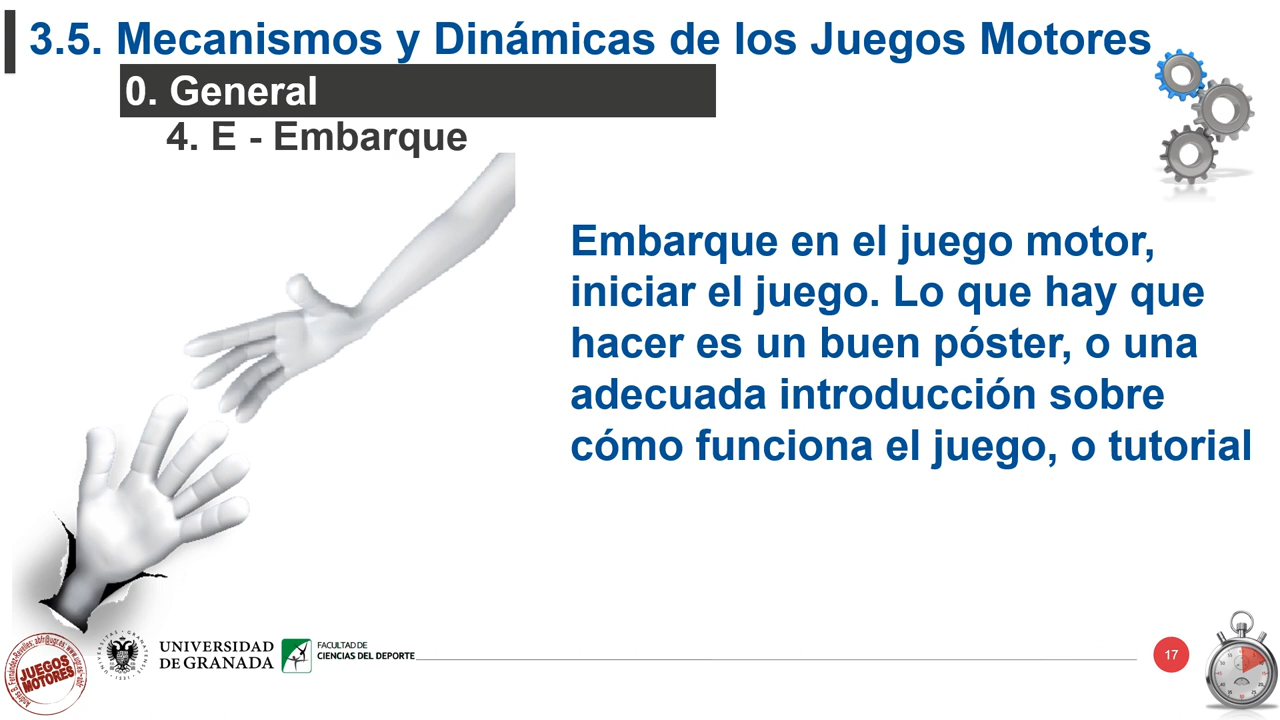 3.5. Mecanismos y Dinámicas de los Juegos Motores
0. General
4. E - Embarque
Embarque en el juego motor,
iniciar el juego. Lo que hay que
hacer es un buen póster, o una
adecuada introducción sobre
cómo funciona el juego, o tutorial
JUEGOS
MOTORES
UNIVERSIDAD
DE GRANADA
FACULTAD DE
CIENCIAS DEL DEPORTE
17